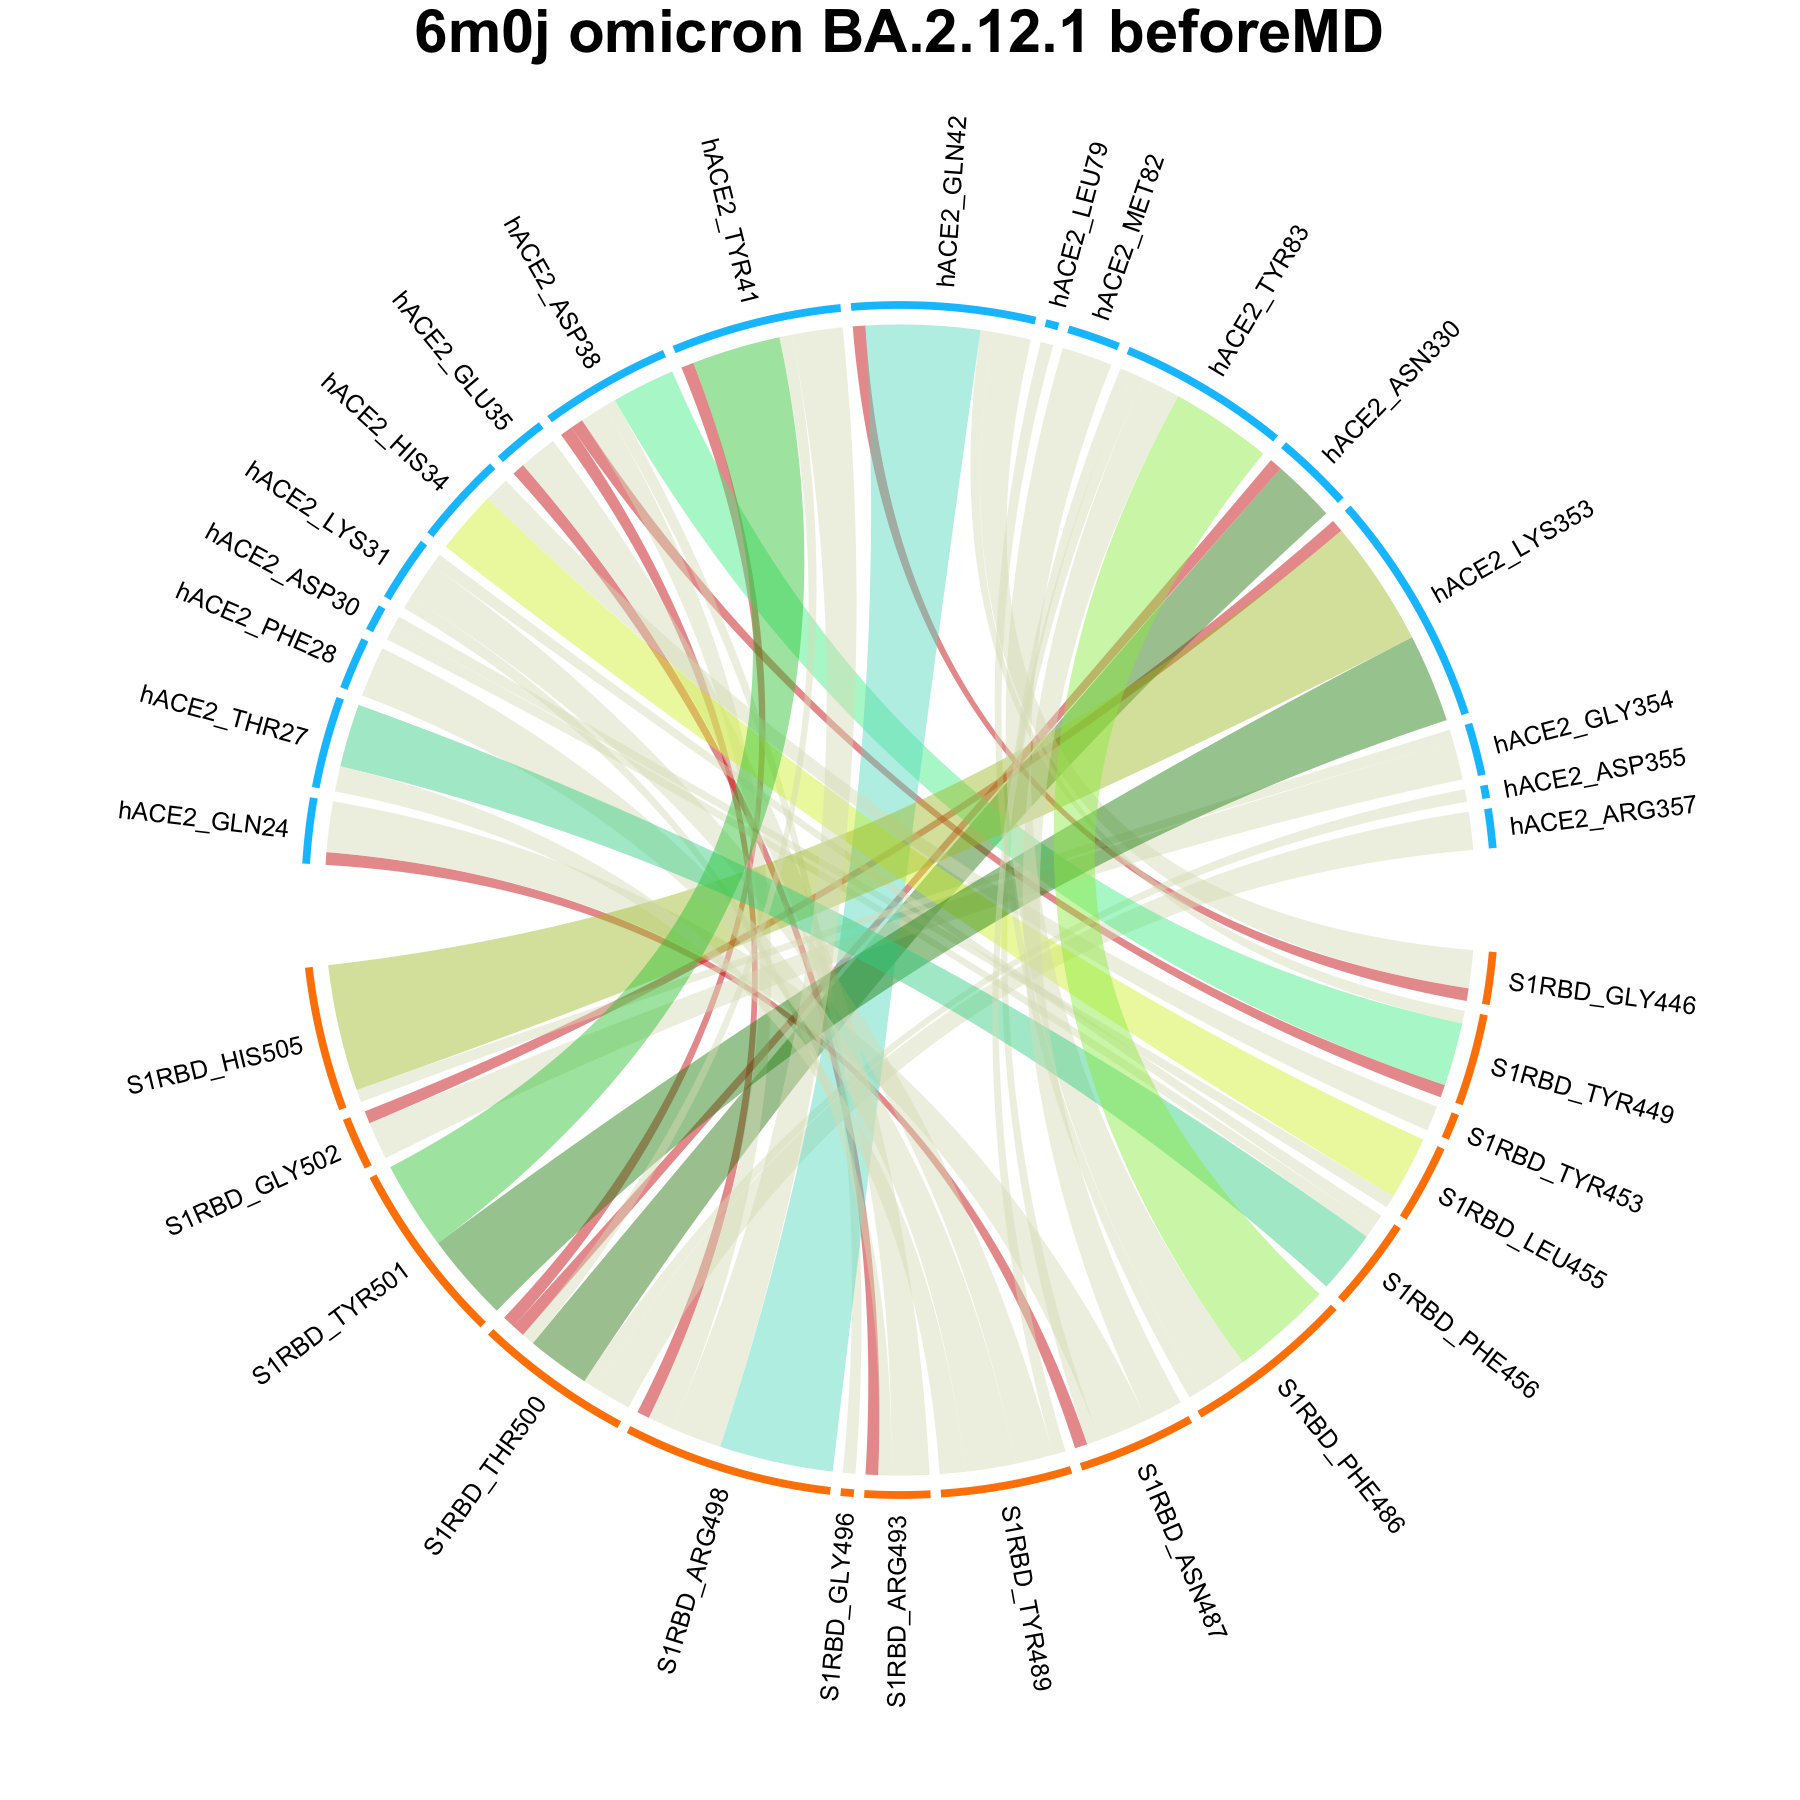 6m0j omicron BA.2.12.1 beforeMD
hACE2_GLN24
hACE2_THR27
hACE2_PHE28
hACE2_ASP30
hACE2_LYS31
hACE2_HIS34
hACE2_GLU35
hACE2_ASP38
hACE2_TYR41
hACE2_GLN42
hACE2_LEU79
hACE2_MET82
hACE2_TYR83
hACE2_ASN330
hACE2_LYS353
hACE2_GLY354
hACE2_ASP355
hACE2_ARG357
S1RBD_GLY446
S1RBD_TYR449
S1RBD_TYR453
S1RBD_LEU455
S1RBD_PHE456
S1RBD_PHE486
S1RBD_ASN487
S1RBD_TYR489
S1RBD_ARG493
S1RBD_GLY496
S1RBD_ARG498
S1RBD_THR500
S1RBD_TYR501
S1RBD_GLY502
S1RBD_HIS505